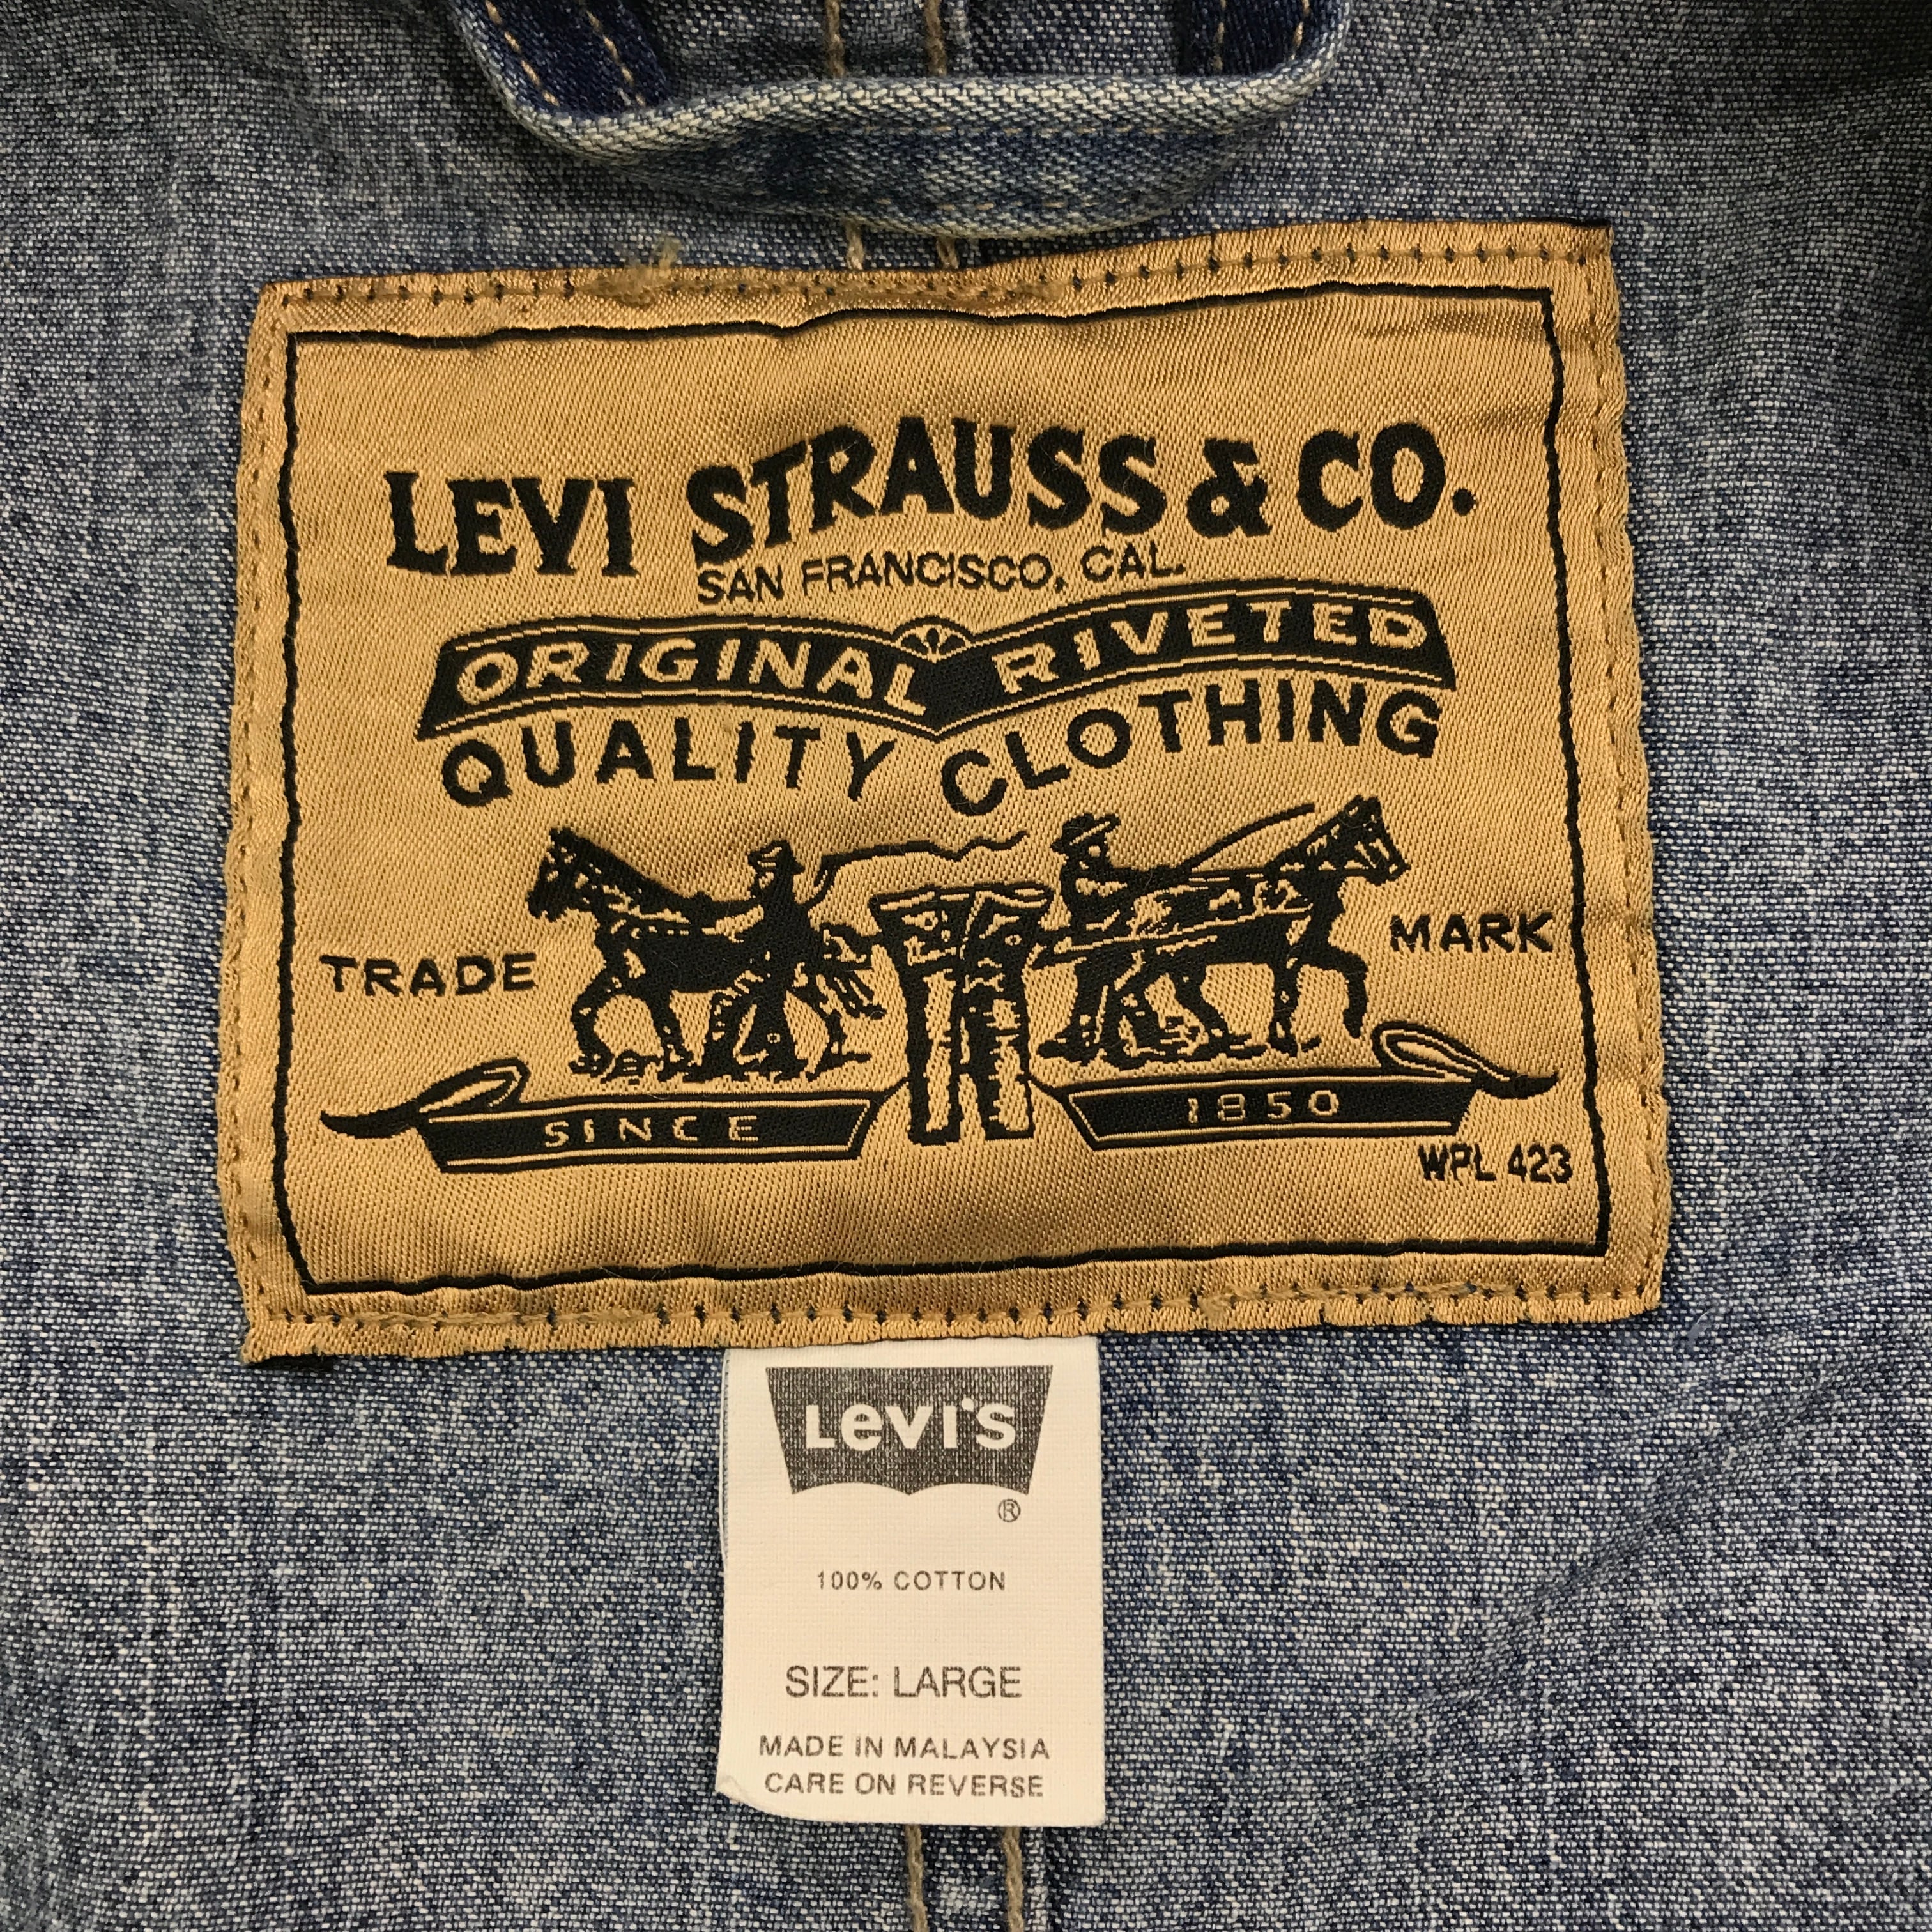 LEVI STRAUSS & CO.
SAN FRANCISCO, CAL.
ORIGINAL RIVETED
QUALITY CLOTHING
TRADE MARK
SINCE 1850
WPL 423
Levi's
®
100% COTTON
SIZE: LARGE
MADE IN MALAYSIA
CARE ON REVERSE